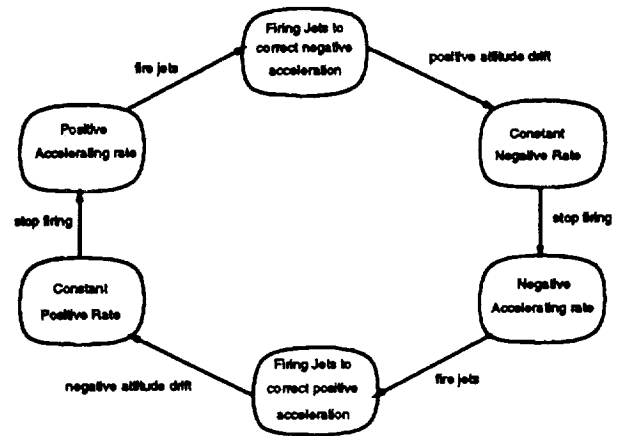 Firing Jets to
correct negative
acceleration
fire jets
positive attitude drift
Positive
Accelerating rate
Constant
Negative Rate
stop firing
stop firing
Constant
Positive Rate
Negative
Accelerating rate
Firing Jets to
correct positive
acceleration
negative attitude drift
fire jets